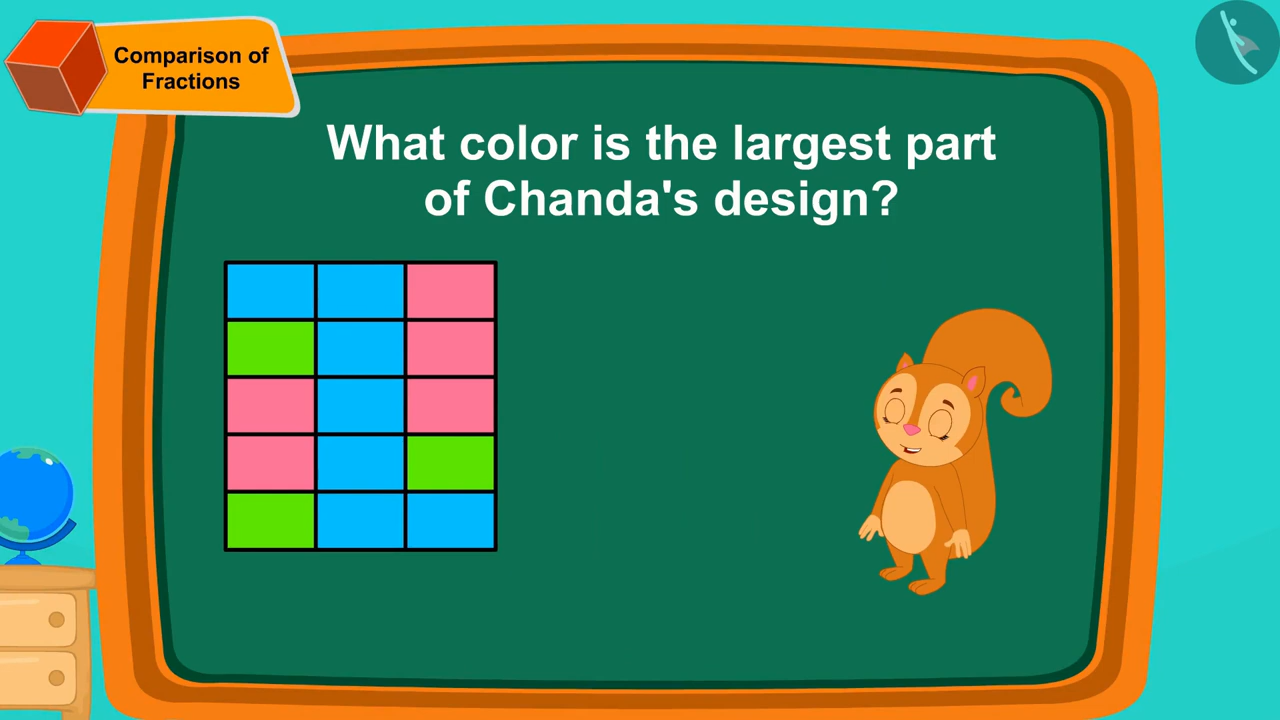 Comparison of
Fractions
What color is the largest part
of Chanda's design?